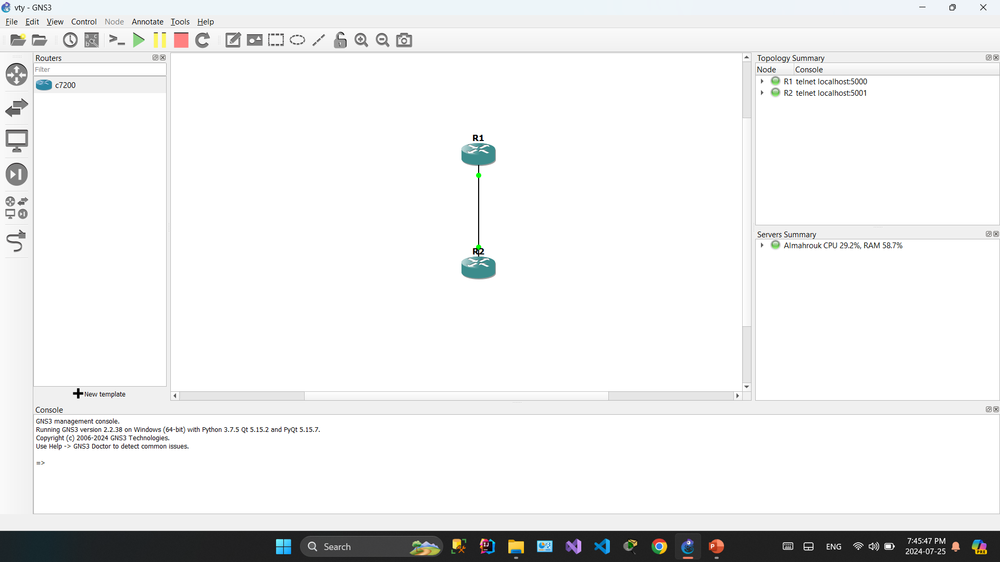 vty - GNS3
File Edit View Control Node Annotate Tools Help
Routers
Filter
c7200
New template
R1
R2
Topology Summary
Node Console
R1 telnet localhost:5000
R2 telnet localhost:5001
Servers Summary
Almahrouk CPU 29.2%, RAM 58.7%
Console
GNS3 management console.
Running GNS3 version 2.2.38 on Windows (64-bit) with Python 3.7.5 Qt 5.15.2 and PyQt 5.15.7.
Copyright (c) 2006-2024 GNS3 Technologies.
Use Help -> GNS3 Doctor to detect common issues.
=>
Search
ENG
7:45:47 PM
2024-07-25
PRE